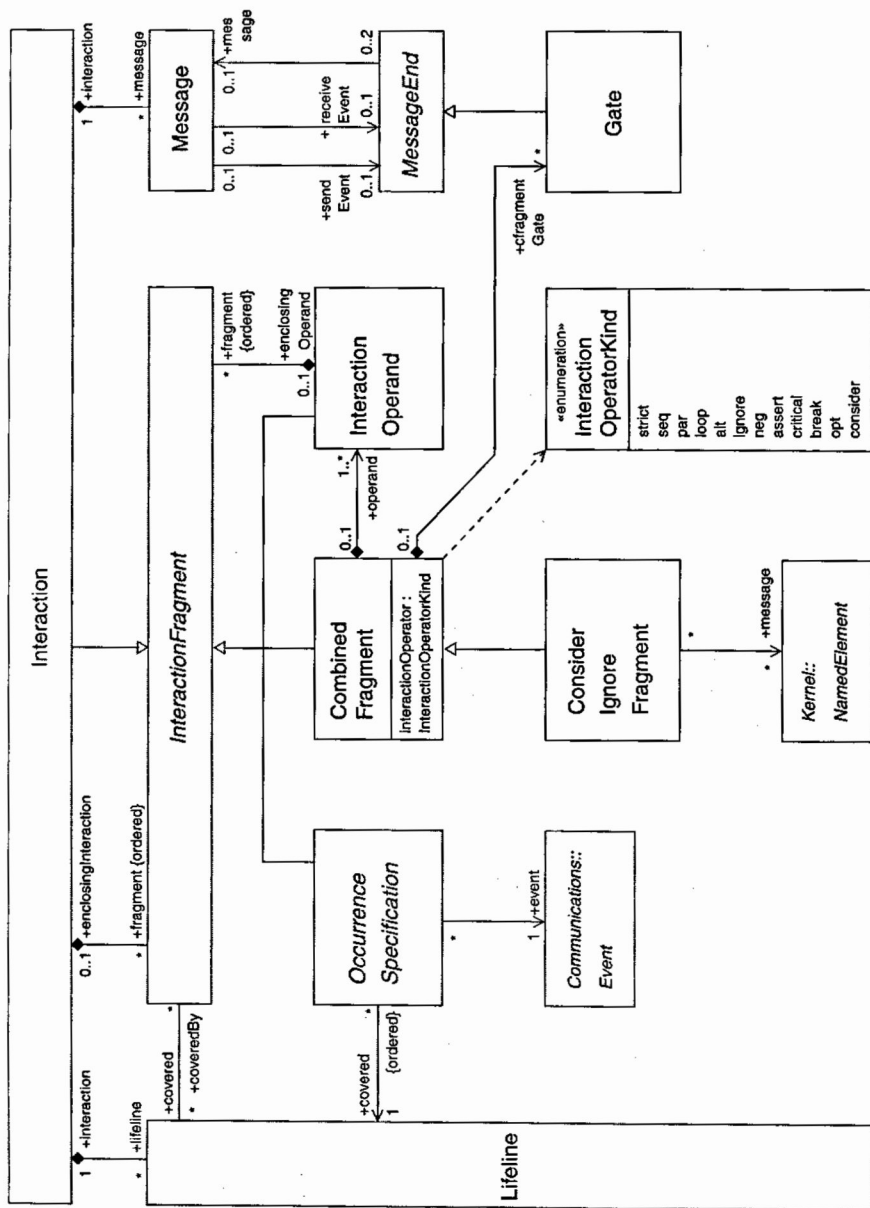 Interaction
1
+interaction
*
+lifeline
0..1
+enclosingInteraction
*
+fragment {ordered}
1
+interaction
*
+message
Lifeline
+covered
*
*
+coveredBy
InteractionFragment
Message
0..1
+send
Event
0..1
0..1
+ receive
Event
0..1
0..1
+mes
sage
0..2
MessageEnd
*
+fragment
{ordered}
0..1
+enclosing
Operand
+covered
1
*
{ordered}
Occurrence
Specification
Combined
Fragment
interactionOperator :
InteractionOperatorKind
0..1
1..*
+operand
Interaction
Operand
0..1
+cfragment
Gate
*
Gate
*
1
+event
Communications::
Event
Consider
Ignore
Fragment
*
*
+message
Kernel::
NamedElement
«enumeration»
Interaction
OperatorKind
strict
seq
par
loop
alt
Ignore
neg
assert
critical
break
opt
consider